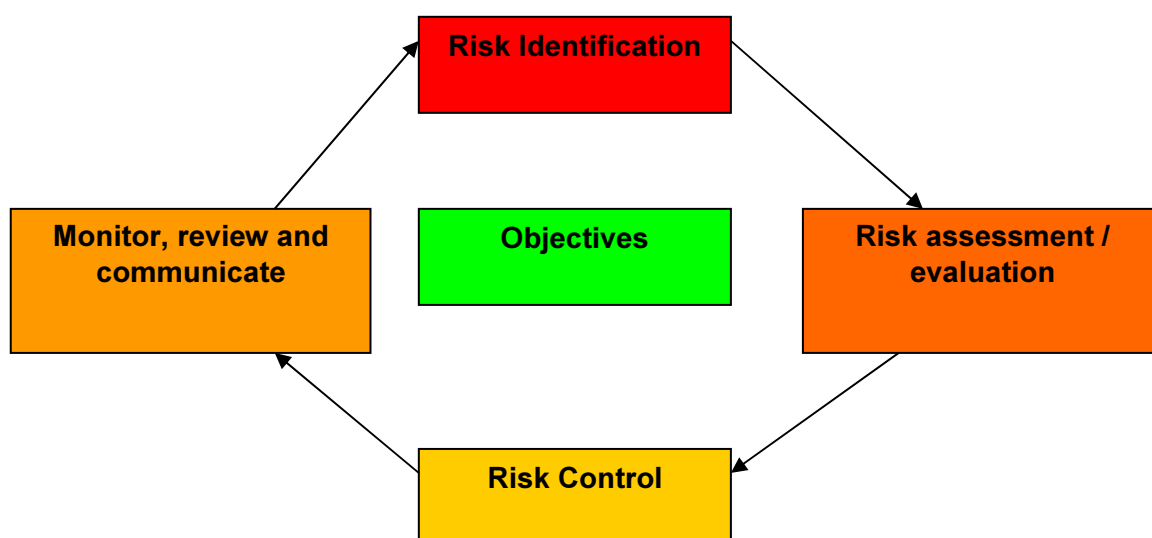 Risk Identification
Monitor, review and
communicate
Objectives
Risk assessment /
evaluation
Risk Control